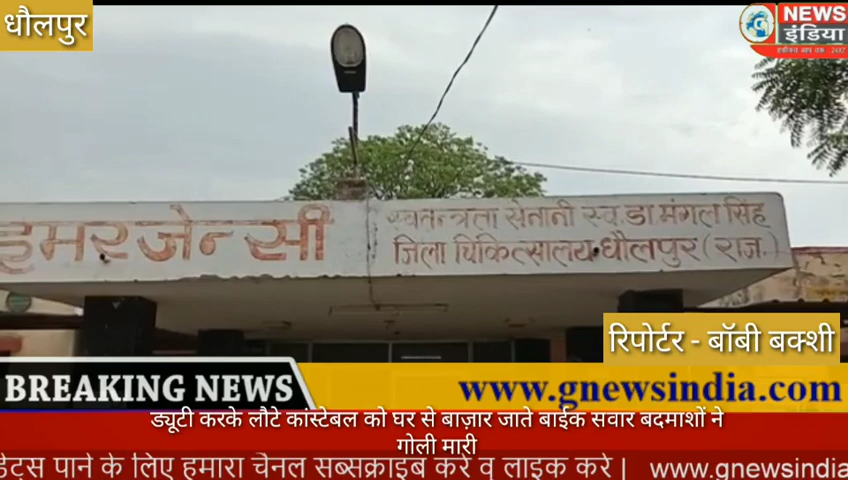 धौलपुर
NEWS
इंडिया
इमरजेन्सी
स्वतन्त्रता सेनानी स्व.डा मंगल सिंह
जिला चिकित्सालय धौलपुर (राज.)
रिपोर्टर - बॉबी बक्शी
BREAKING NEWS
www.gnewsindia.com
ड्यूटी करके लौटे कांस्टेबल को घर से बाज़ार जाते बाईक सवार बदमाशों ने
गोली मारी
डेट्स पाने के लिए हमारा चैनल सब्सक्राइब करें व् लाइक करे | www.gnewsindia